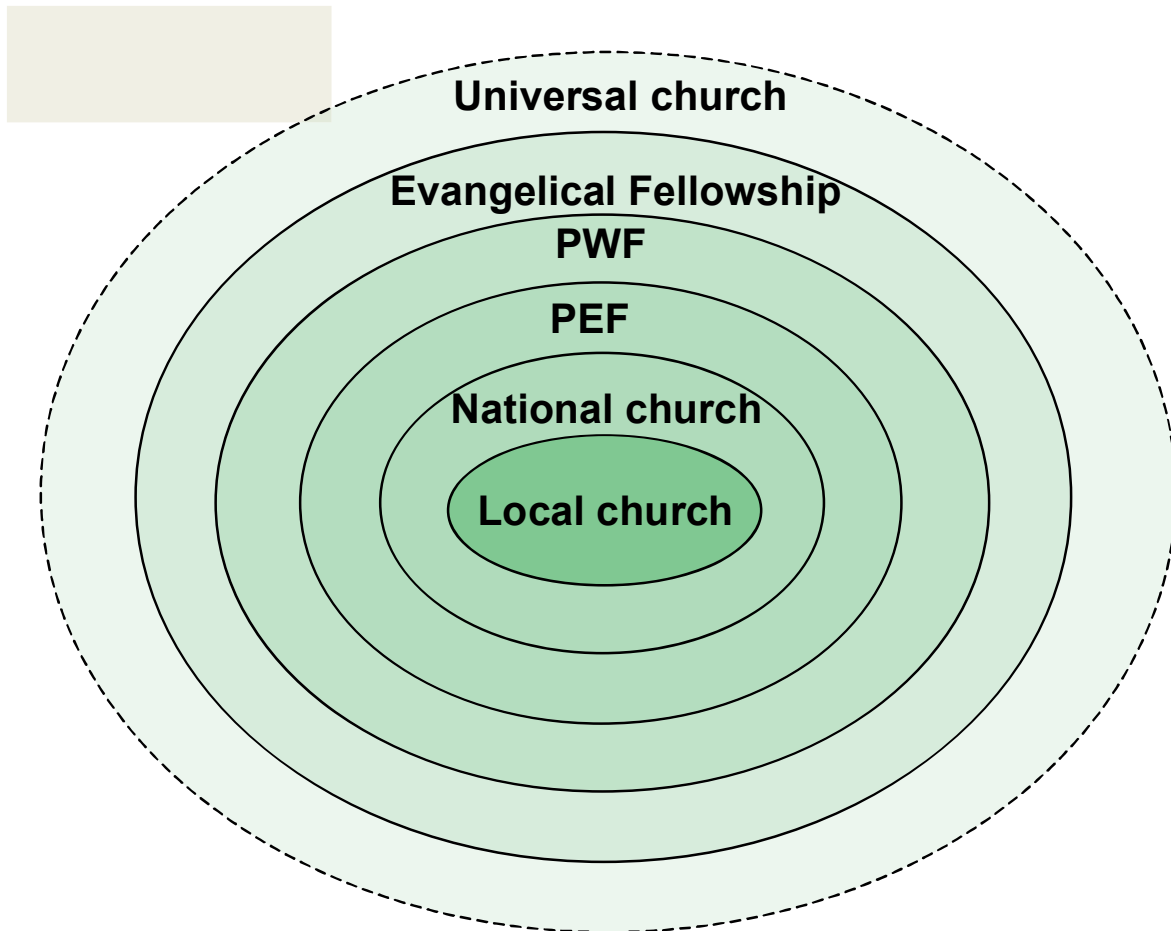 Universal church
Evangelical Fellowship
PWF
PEF
National church
Local church